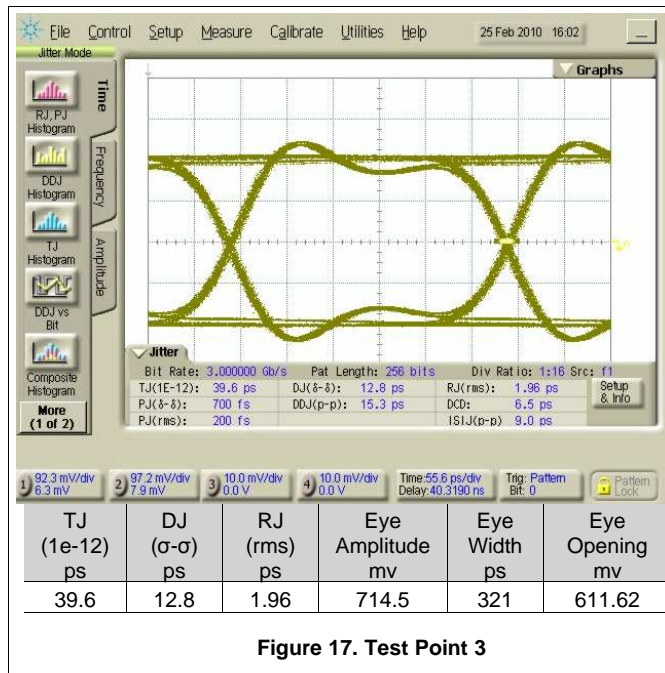 File Control Setup Measure Calibrate Utilities Help 25 Feb 2010 16:02
Jitter Mode
Graphs
RJ, PJ
Histogram
DDJ
Histogram
TJ
Histogram
DDJ vs
Bit
Composite
Histogram
More
(1 of 2)
Time
Frequency
Amplitude
Jitter
Bit Rate: 3.000000 Gb/s Pat Length: 256 bits Div Ratio: 1:16 Src: f1
TJ(1E-12): 39.6 ps DJ(δ-δ): 12.8 ps RJ(rms): 1.96 ps
PJ(δ-δ): 700 fs DDJ(p-p): 15.3 ps DCD: 6.5 ps
PJ(rms): 200 fs ISIJ(p-p) 9.0 ps
Setup
& Info
1) 92.3 mV/div 2) 97.2 mV/div 3) 10.0 mV/div 4) 10.0 mV/div Time:55.6 ps/div Trig: Pattern Pattern
6.3 mV 7.9 mV 0.0 V 0.0 V Delay:40.3190 ns Bit: 0 Lock
TJ DJ RJ Eye Eye Eye
(1e-12) (σ-σ) (rms) Amplitude Width Opening
ps ps ps mv ps mv
39.6 12.8 1.96 714.5 321 611.62
Figure 17. Test Point 3